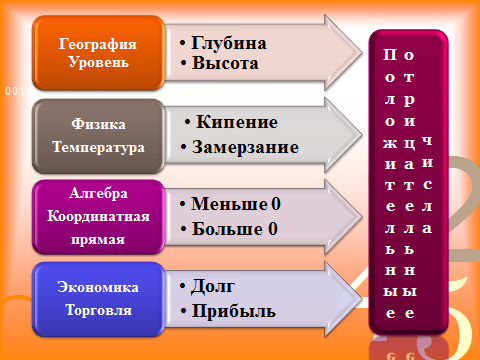 География
Уровень
• Глубина
• Высота
001
Физика
Температура
• Кипение
• Замерзание
Алгебра
Координатная
прямая
• Меньше 0
• Больше 0
Экономика
Торговля
• Долг
• Прибыль
Положительные
отрицательные
числа